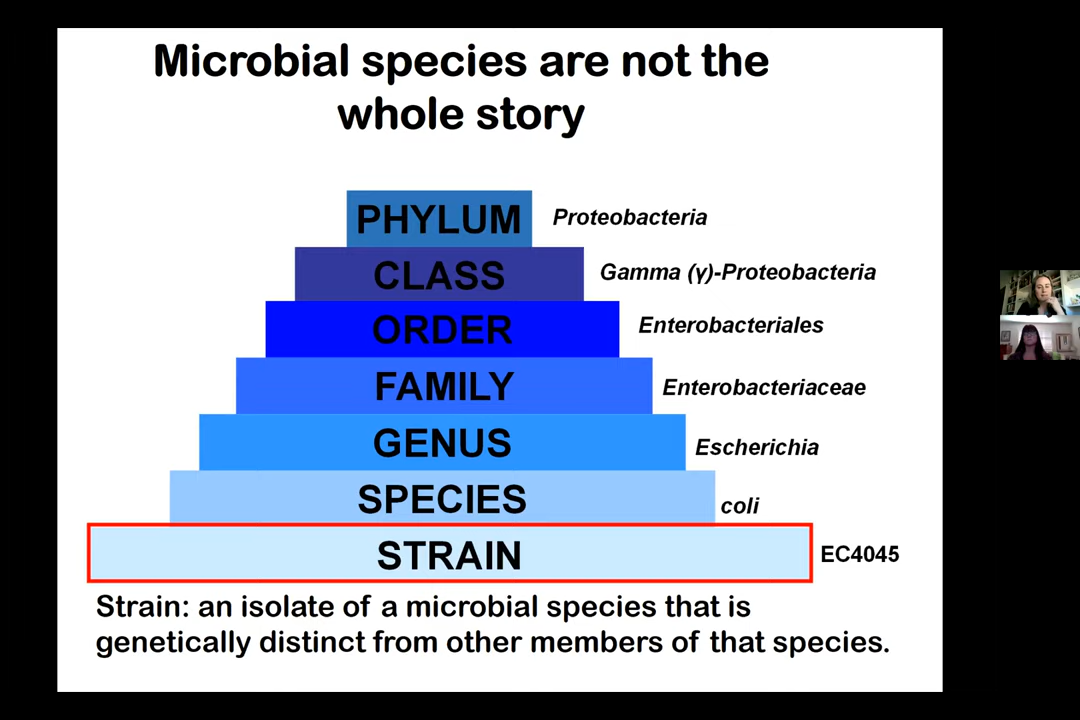 Microbial species are not the
whole story
PHYLUM Proteobacteria
CLASS Gamma (γ)-Proteobacteria
ORDER Enterobacteriales
FAMILY Enterobacteriaceae
GENUS Escherichia
SPECIES coli
STRAIN EC4045
Strain: an isolate of a microbial species that is
genetically distinct from other members of that species.